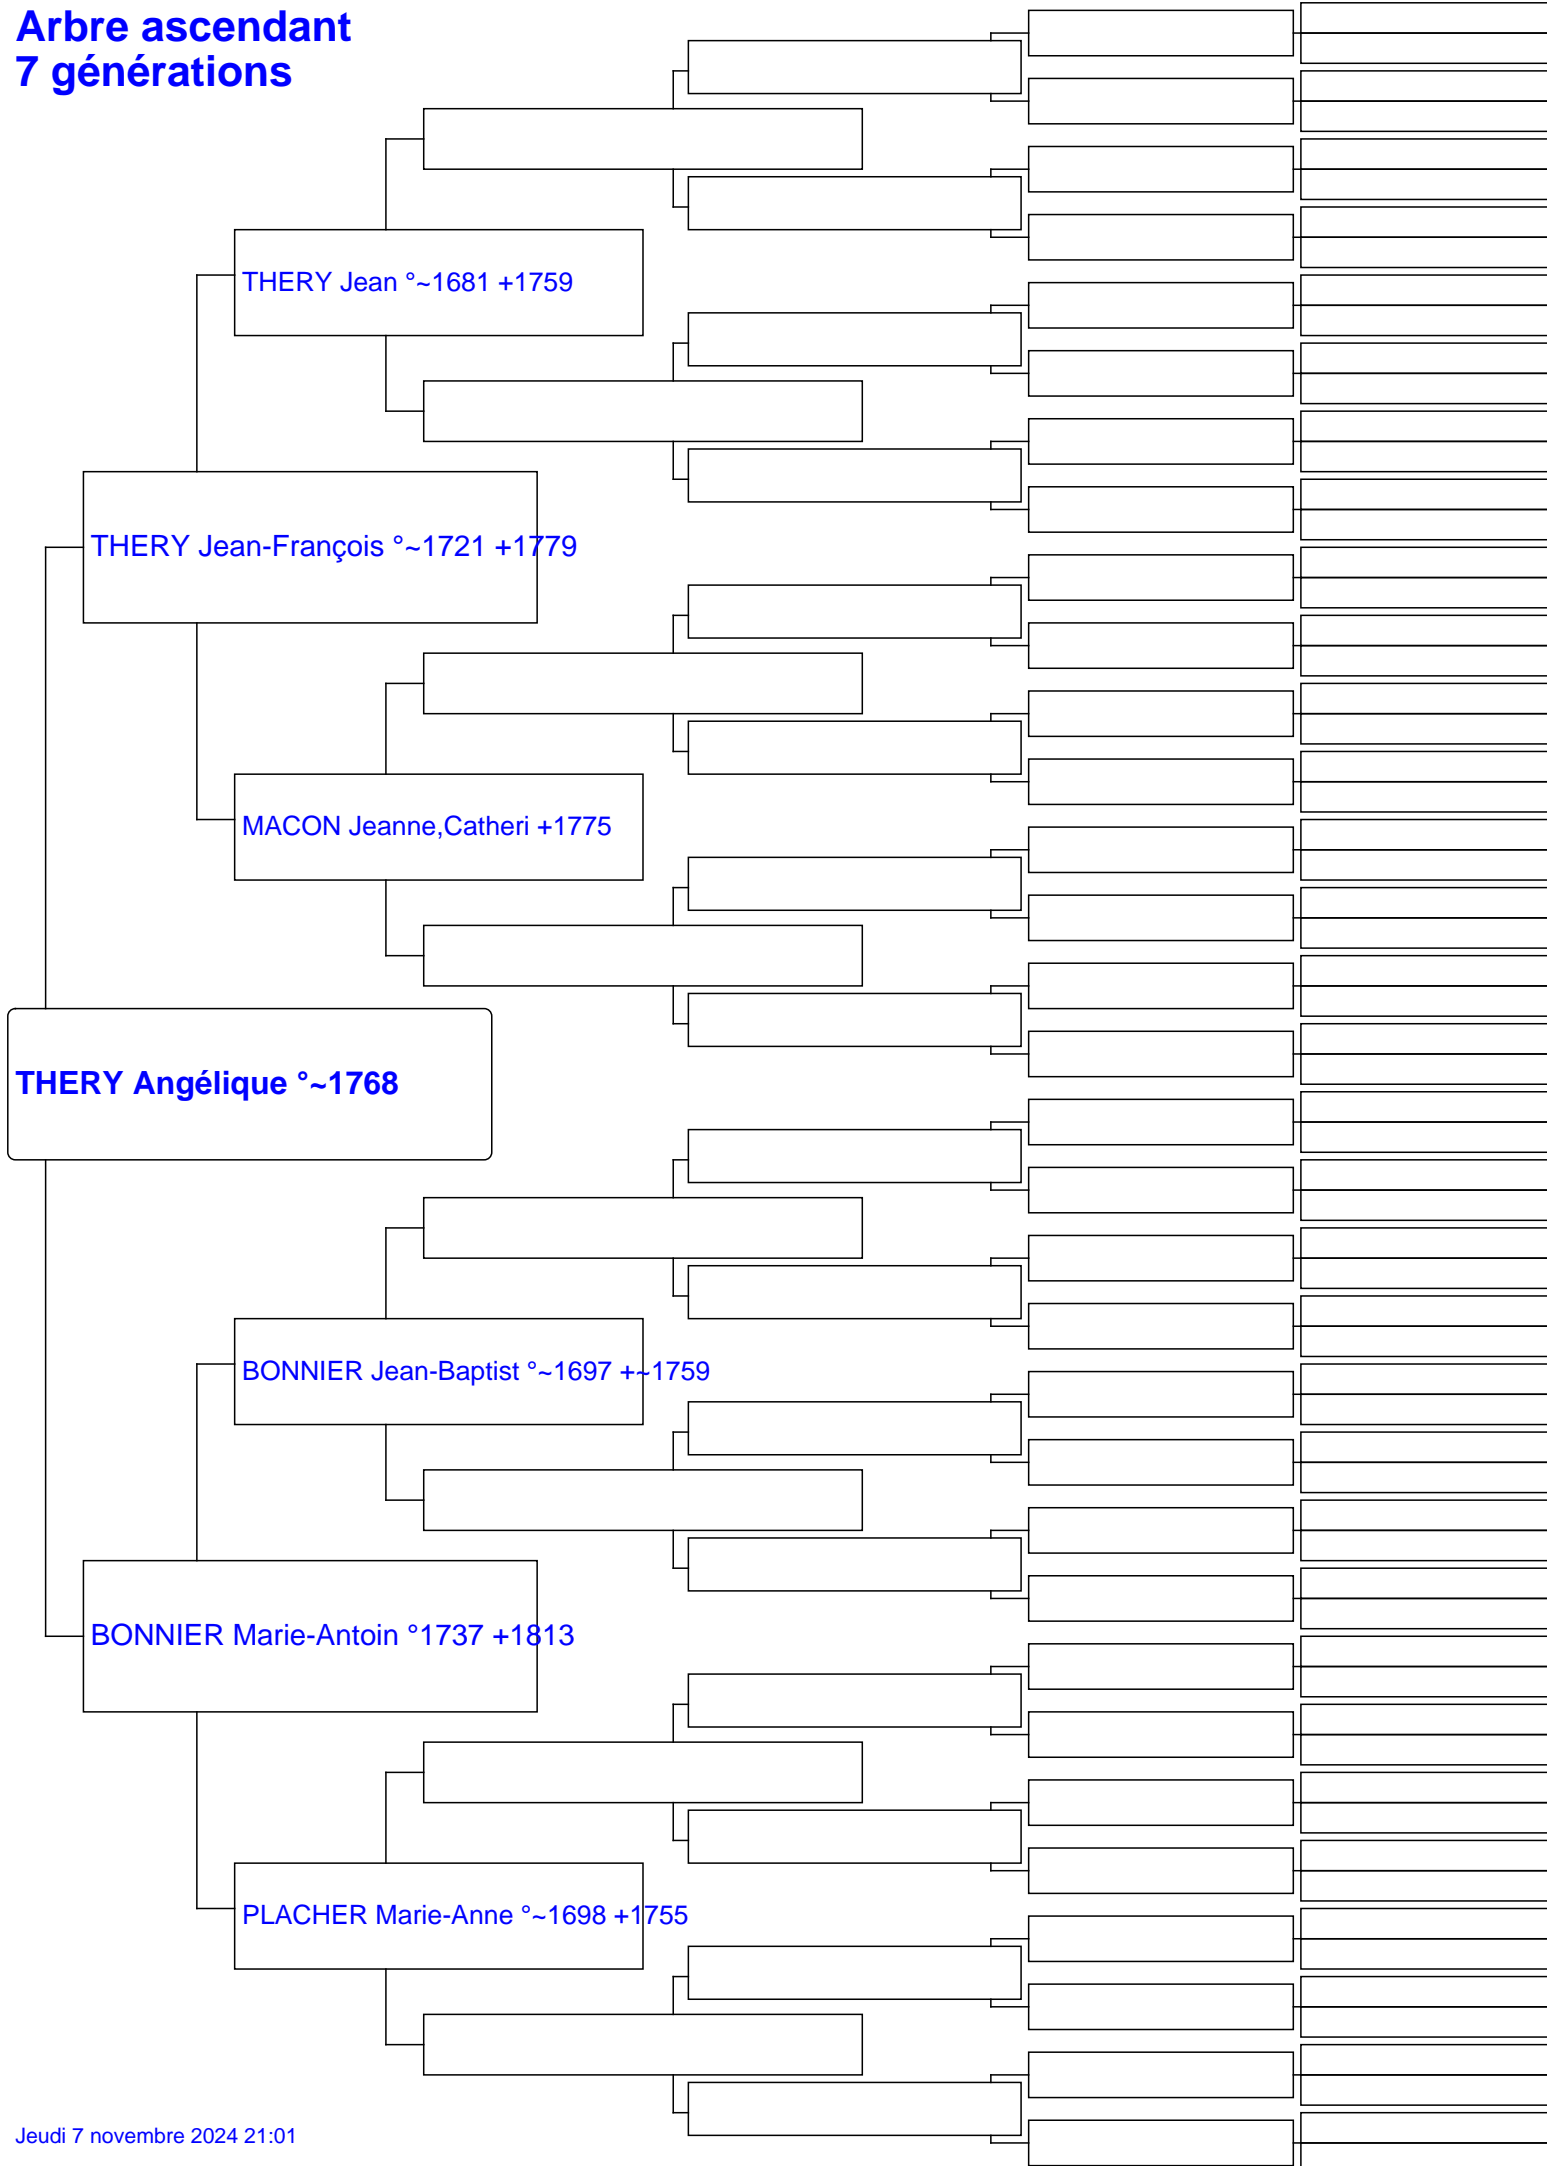 Arbre ascendant
7 générations
THERY Jean °~1681 +1759
THERY Jean-François °~1721 +1779
MACON Jeanne,Catheri +1775
THERY Angélique °~1768
BONNIER Jean-Baptist °~1697 +~1759
BONNIER Marie-Antoin °1737 +1813
PLACHER Marie-Anne °~1698 +1755
Jeudi 7 novembre 2024 21:01